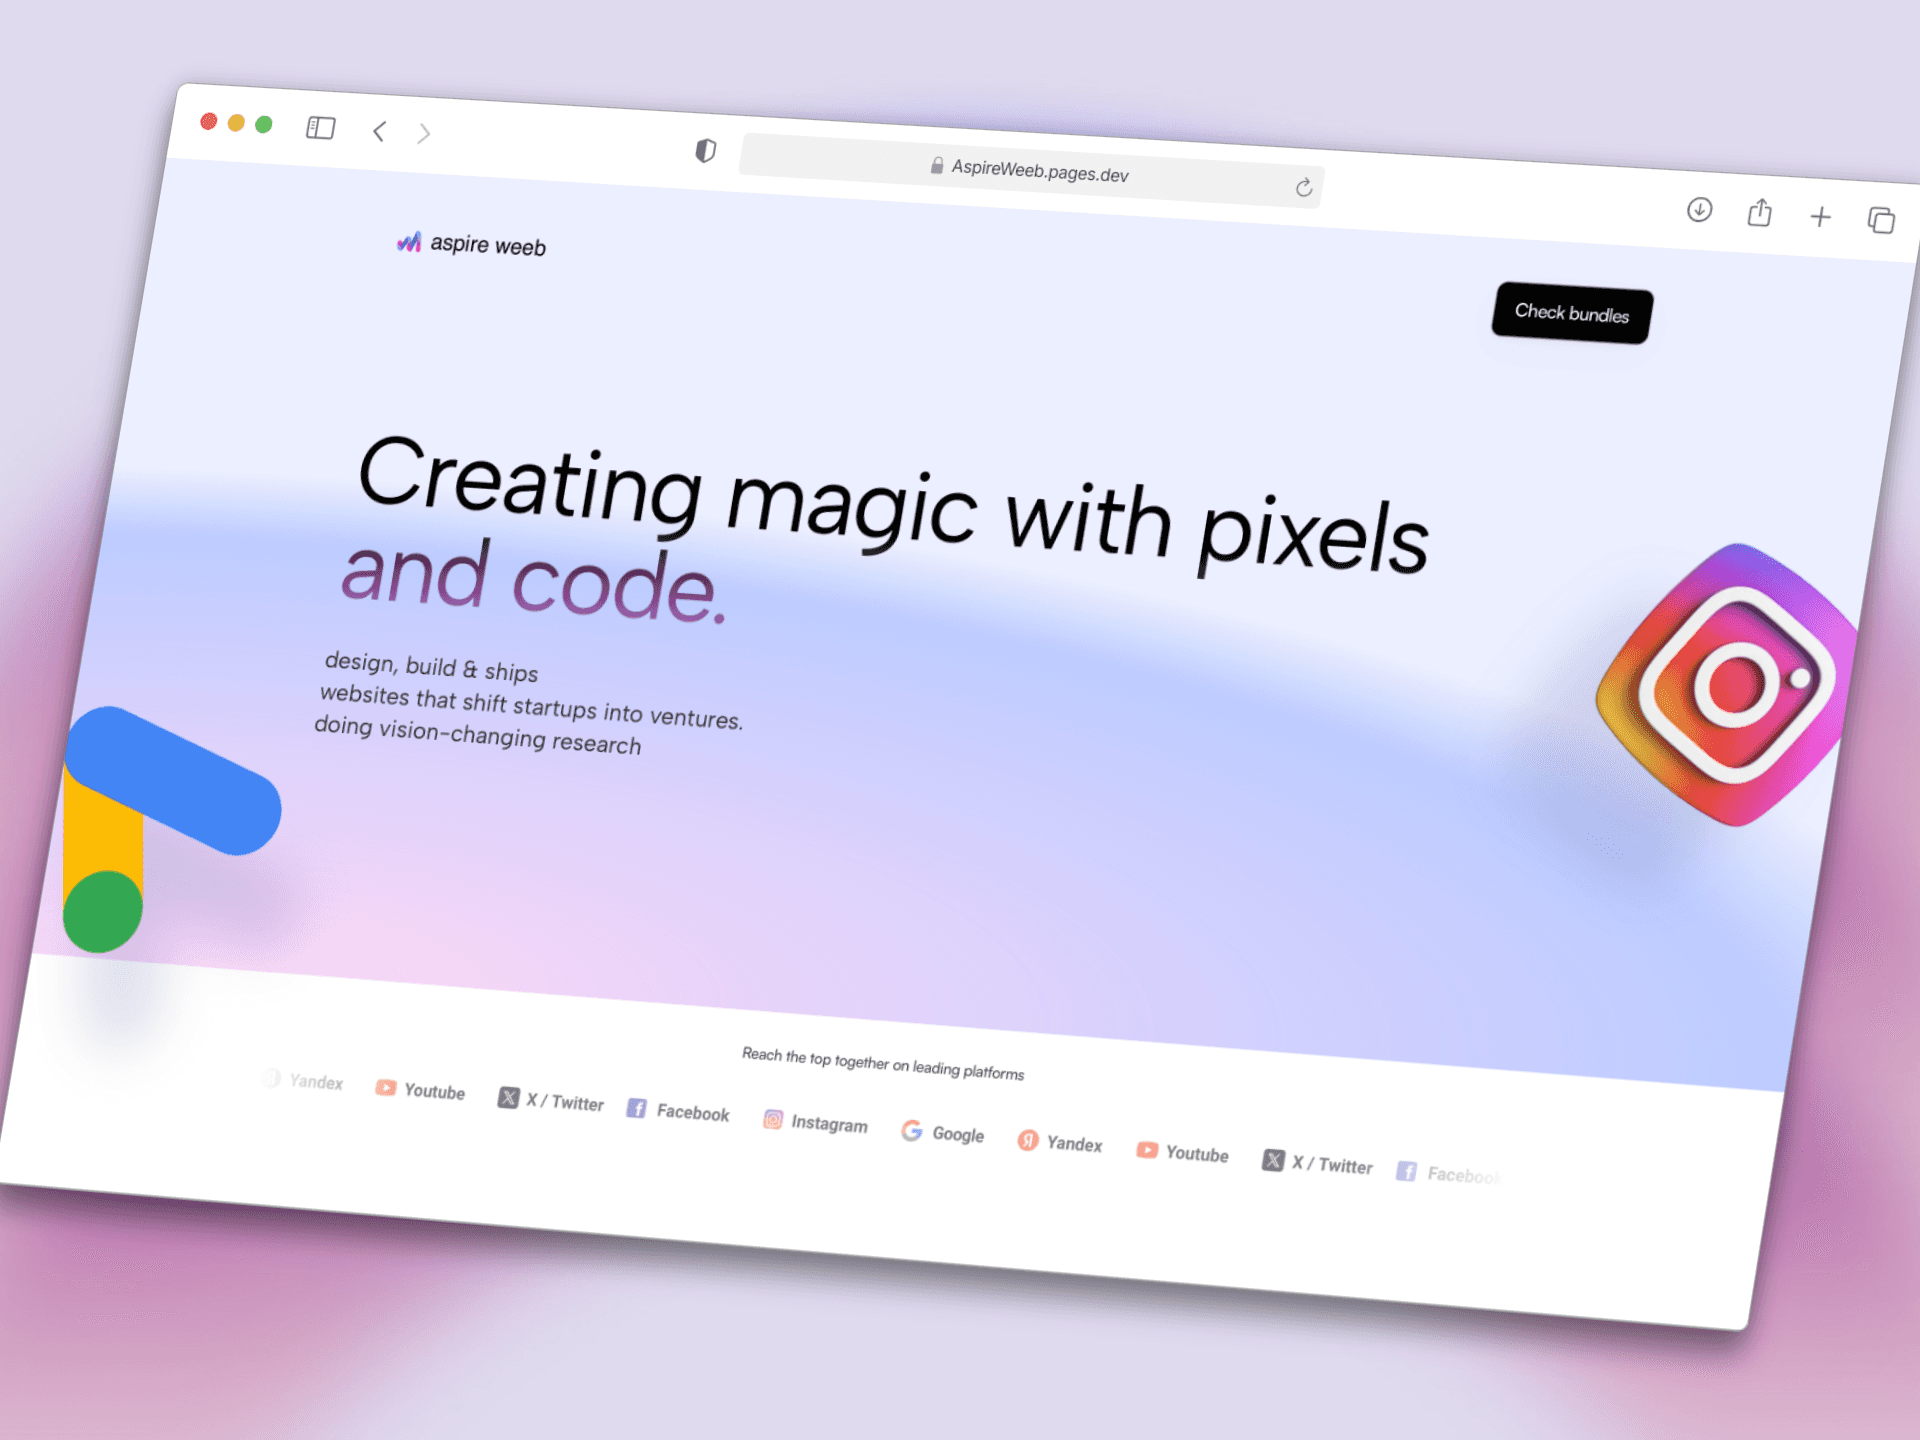 AspireWeeb.pages.dev
aspire weeb
Check bundles
Creating magic with pixels
and code.
design, build & ships
websites that shift startups into ventures.
doing vision-changing research
Reach the top together on leading platforms
Yandex Youtube X / Twitter Facebook Instagram Google Yandex Youtube X / Twitter Facebook